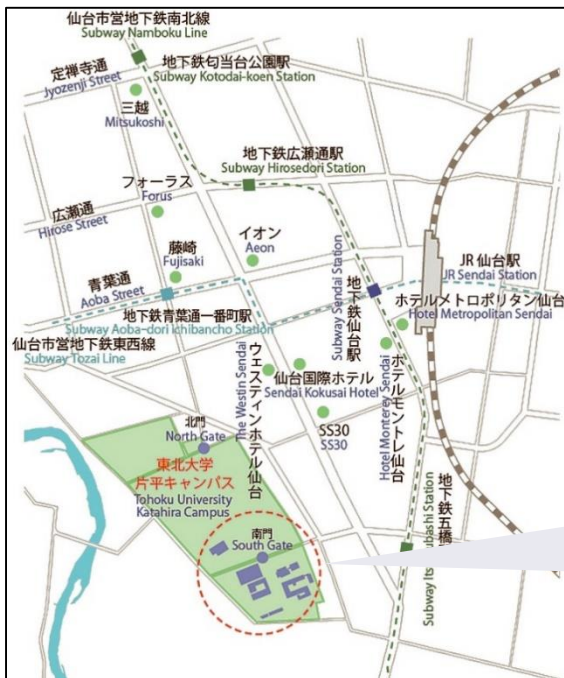 仙台市営地下鉄南北線
Subway Namboku Line
定禅寺通
Jyozenji Street
地下鉄匂当台公園駅
Subway Kotodai-koen Station
三越
Mitsukoshi
地下鉄広瀬通駅
Subway Hirosedori Station
フォーラス
Forus
広瀬通
Hirose Street
藤崎
Fujisaki
イオン
Aeon
青葉通
Aoba Street
地下鉄青葉通一番町駅
Subway Aoba-dori Ichibancho Station
仙台市営地下鉄東西線
Subway Tozai Line
Subway Sendai Station
地下鉄仙台駅
JR 仙台駅
JR Sendai Station
ホテルメトロポリタン仙台
Hotel Metropolitan Sendai
The Westin Sendai
ウェスティンホテル仙台
仙台国際ホテル
Sendai Kokusai Hotel
SS30
SS30
Hotel Monterey Sendai
ホテルモントレ仙台
北門
North Gate
東北大学
片平キャンパス
Tohoku University
Katahira Campus
南門
South Gate
地下鉄五橋
Station